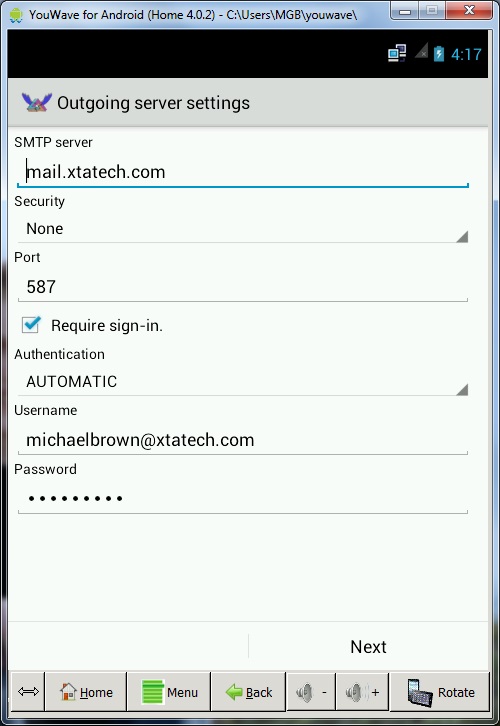 YouWave for Android (Home 4.0.2) - C:\Users\MGB\youwave\
4:17
Outgoing server settings
SMTP server
mail.xtatech.com
Security
None
Port
587
Require sign-in.
Authentication
AUTOMATIC
Username
michaelbrown@xtatech.com
Password
•••••••••
Next
Home Menu Back - + Rotate